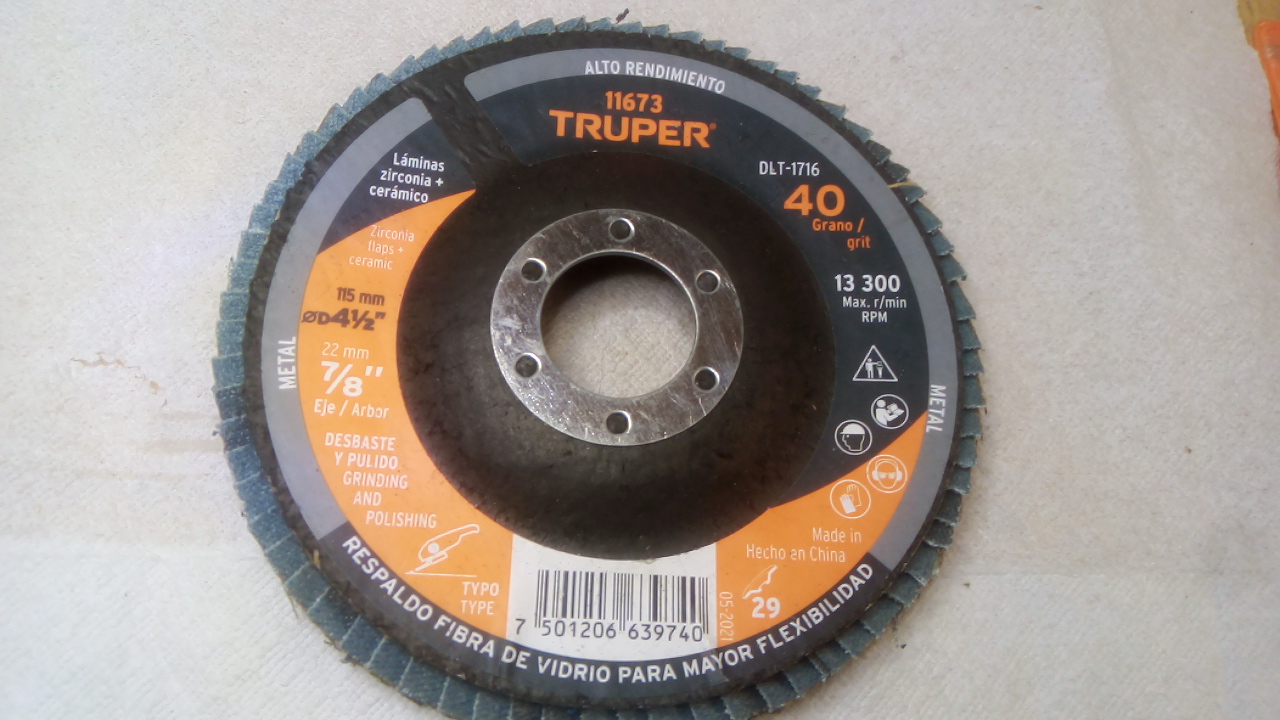 ALTO RENDIMIENTO
11673
TRUPER®
DLT-1716
40
Grano /
grit
13 300
Max. r/min
RPM
METAL
Láminas
zirconia +
cerámico
Zirconia
flaps +
ceramic
115 mm
ØD4½"
22 mm
7/8"
Eje / Arbor
METAL
DESBASTE
Y PULIDO
GRINDING
AND
POLISHING
TYPO
TYPE
29
Made in
Hecho en China
05-2021
7 501206 639740
RESPALDO FIBRA DE VIDRIO PARA MAYOR FLEXIBILIDAD